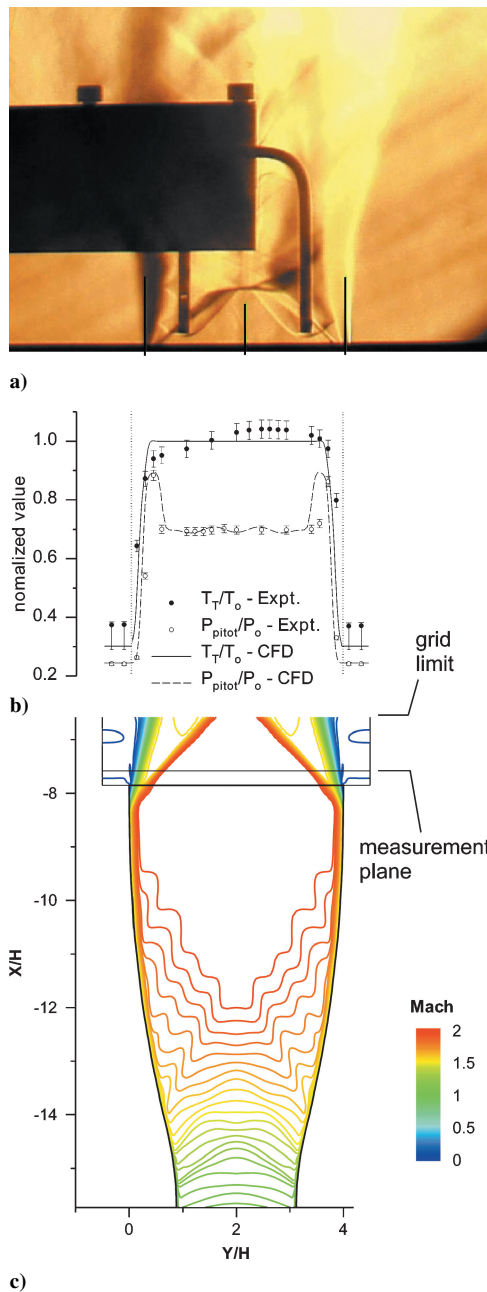 a)
1.0
0.8
0.6
0.4
0.2
nomalized value
T_T/T_o - Expt.
P_pitot/P_o - Expt.
T_T/T_o - CFD
P_pitot/P_o - CFD
b)
grid
limit
measurement
plane
-8
-10
-12
-14
X/H
Mach
2
1.5
1
0.5
0
0
2
4
Y/H
c)